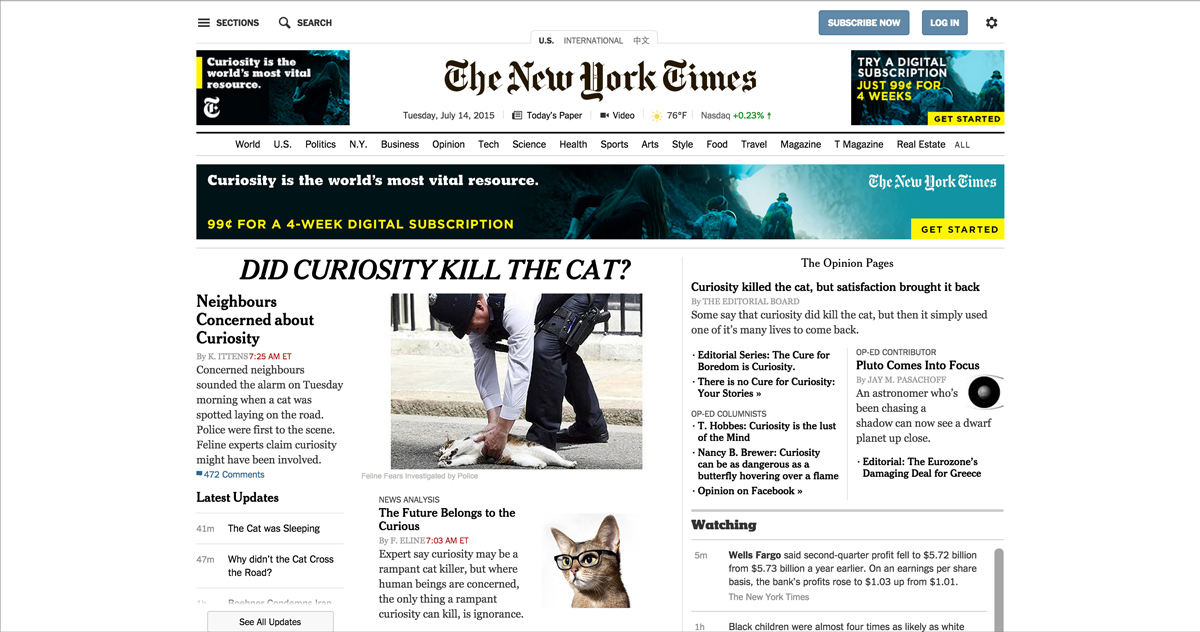 SECTIONS
SEARCH
SUBSCRIBE NOW
LOG IN
U.S.
INTERNATIONAL
中文
Curiosity is the
world's most vital
resource.
The New York Times
TRY A DIGITAL
SUBSCRIPTION
JUST 99¢ FOR
4 WEEKS
GET STARTED
Tuesday, July 14, 2015
Today's Paper
Video
76°F
Nasdaq +0.23% ↑
World U.S. Politics N.Y. Business Opinion Tech Science Health Sports Arts Style Food Travel Magazine T Magazine Real Estate ALL
Curiosity is the world's most vital resource.
The New York Times
99¢ FOR A 4-WEEK DIGITAL SUBSCRIPTION
GET STARTED
DID CURIOSITY KILL THE CAT?
Neighbours
Concerned about
Curiosity
By K. ITTENS 7:25 AM ET
Concerned neighbours
sounded the alarm on Tuesday
morning when a cat was
spotted laying on the road.
Police were first to the scene.
Feline experts claim curiosity
might have been involved.
472 Comments
Latest Updates
41m The Cat was Sleeping
47m Why didn't the Cat Cross
the Road?
1h Boehner Condemns Iran
See All Updates
Feline Fears Investigated by Police
NEWS ANALYSIS
The Future Belongs to the
Curious
By F. ELINE 7:03 AM ET
Expert say curiosity may be a
rampant cat killer, but where
human beings are concerned,
the only thing a rampant
curiosity can kill, is ignorance.
The Opinion Pages
Curiosity killed the cat, but satisfaction brought it back
By THE EDITORIAL BOARD
Some say that curiosity did kill the cat, but then it simply used
one of it's many lives to come back.
· Editorial Series: The Cure for
Boredom is Curiosity.
· There is no Cure for Curiosity:
Your Stories »
OP-ED COLUMNISTS
· T. Hobbes: Curiosity is the lust
of the Mind
· Nancy B. Brewer: Curiosity
can be as dangerous as a
butterfly hovering over a flame
· Opinion on Facebook »
OP-ED CONTRIBUTOR
Pluto Comes Into Focus
By JAY M. PASACHOFF
An astronomer who's
been chasing a
shadow can now see a dwarf
planet up close.
· Editorial: The Eurozone's
Damaging Deal for Greece
Watching
5m Wells Fargo said second-quarter profit fell to $5.72 billion
from $5.73 billion a year earlier. On an earnings per share
basis, the bank's profits rose to $1.03 up from $1.01.
The New York Times
1h Black children were almost four times as likely as white